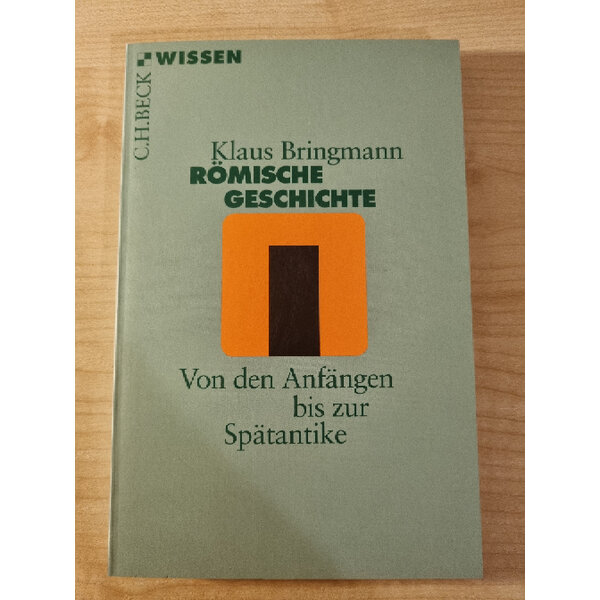 WISSEN
C.H.BECK
Klaus Bringmann
RÖMISCHE
GESCHICHTE
Von den Anfängen
bis zur
Spätantike